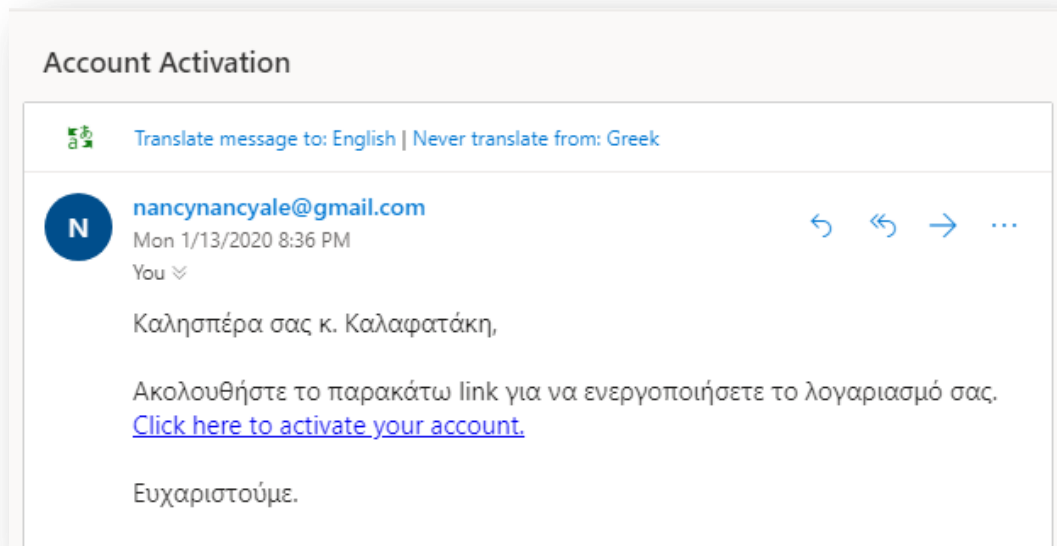 Account Activation
Translate message to: English | Never translate from: Greek
N
nancynancyale@gmail.com
Mon 1/13/2020 8:36 PM
You
Καλησπέρα σας κ. Καλαφατάκη,
Ακολουθήστε το παρακάτω link για να ενεργοποιήσετε το λογαριασμό σας.
Click here to activate your account.
Ευχαριστούμε.